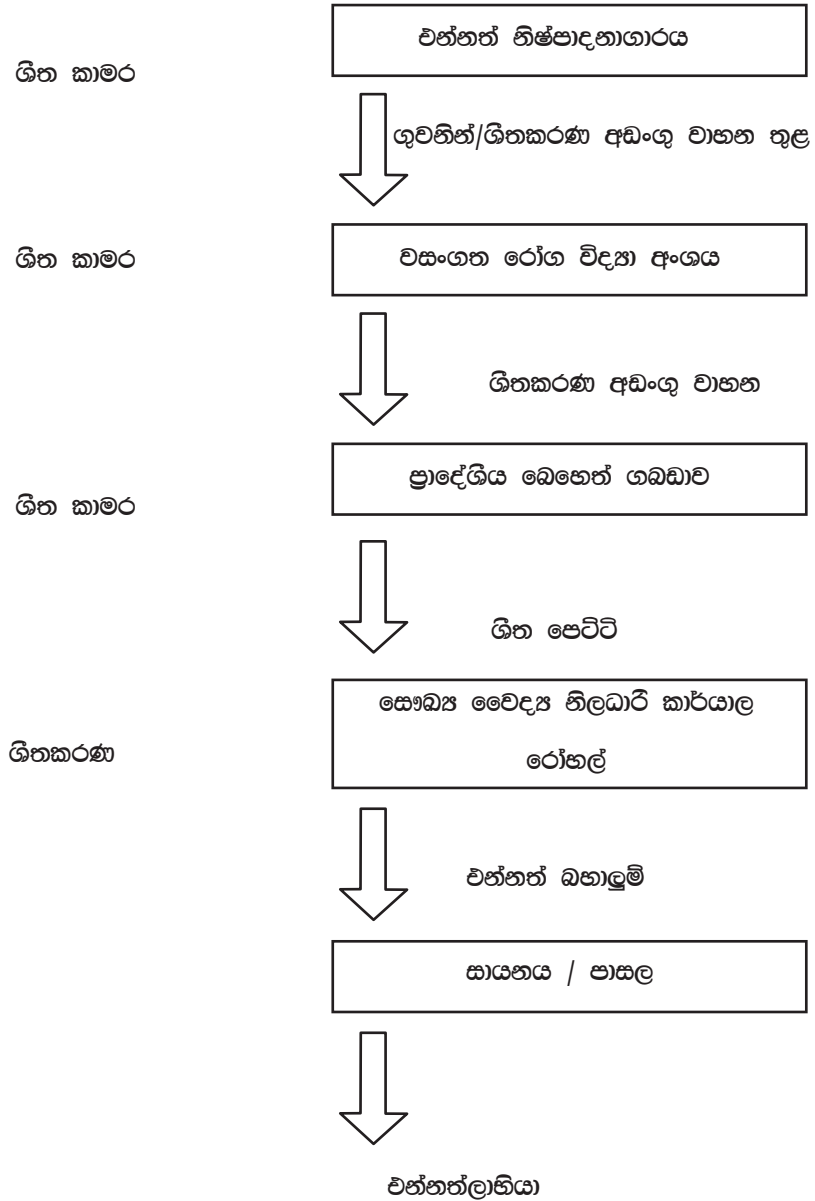 එන්නත් නිෂ්පාදනාගාරය
ශීත කාමර
ගුවනින්/ශීතකරණ අඩංගු වාහන තුළ
ශීත කාමර
වසංගත රෝග විද්‍යා අංශය
ශීතකරණ අඩංගු වාහන
ප්‍රාදේශීය බෙහෙත් ගබඩාව
ශීත කාමර
ශීත පෙට්ටි
සෞඛ්‍ය වෛද්‍ය නිලධාරී කාර්යාල
රෝහල්
ශීතකරණ
එන්නත් බහාලුම්
සායනය / පාසල
එන්නත්ලාභියා